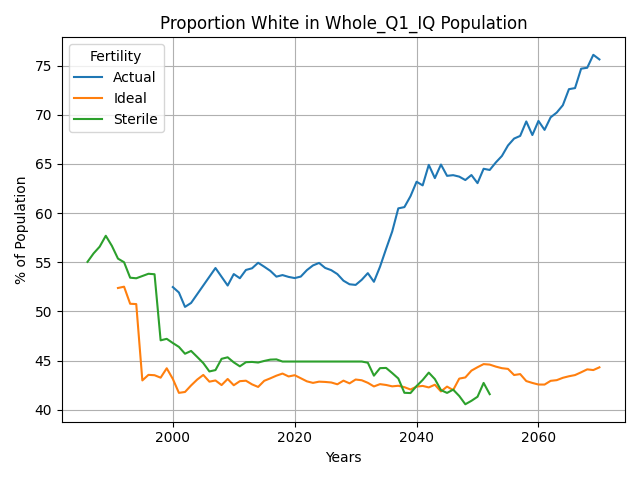 Proportion White in Whole_Q1_IQ Population
Fertility
Actual
Ideal
Sterile
% of Population
75
70
65
60
55
50
45
40
2000
2020
2040
2060
Years